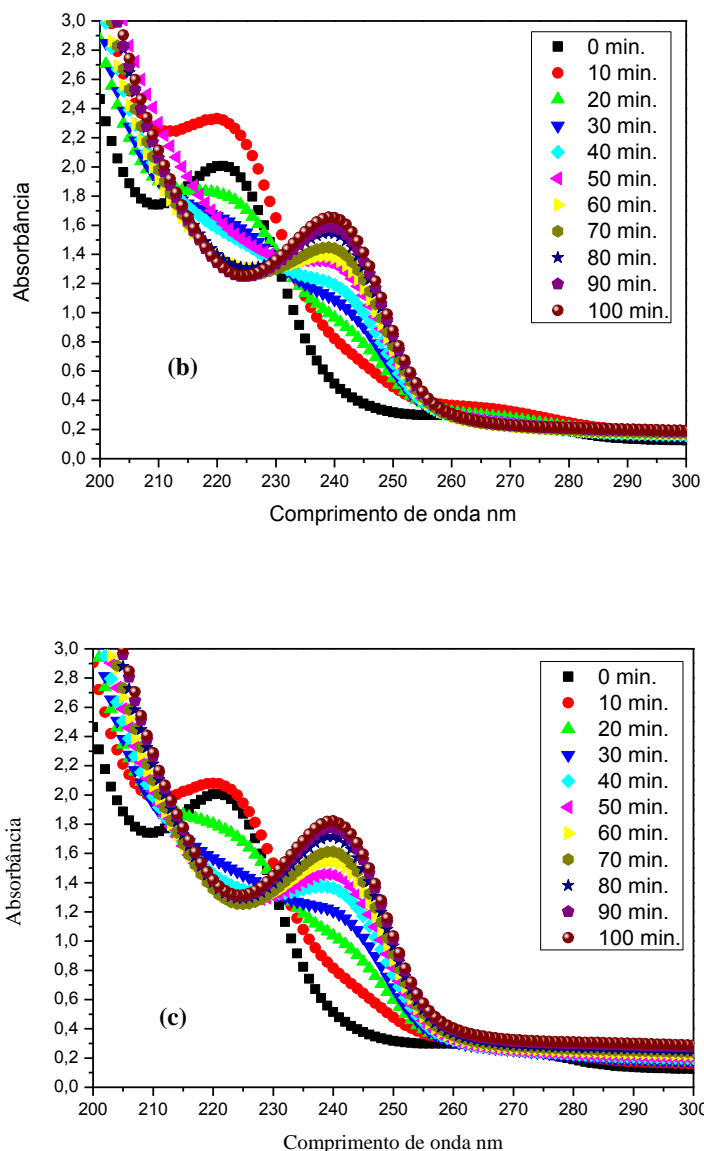 3,0
2,8
2,6
2,4
2,2
2,0
1,8
1,6
1,4
1,2
1,0
0,8
0,6
0,4
0,2
0,0
Absorbância
0 min.
10 min.
20 min.
30 min.
40 min.
50 min.
60 min.
70 min.
80 min.
90 min.
100 min.
(b)
200 210 220 230 240 250 260 270 280 290 300
Comprimento de onda nm
3,0
2,8
2,6
2,4
2,2
2,0
1,8
1,6
1,4
1,2
1,0
0,8
0,6
0,4
0,2
0,0
Absorbância
0 min.
10 min.
20 min.
30 min.
40 min.
50 min.
60 min.
70 min.
80 min.
90 min.
100 min.
(c)
200 210 220 230 240 250 260 270 280 290 300
Comprimento de onda nm